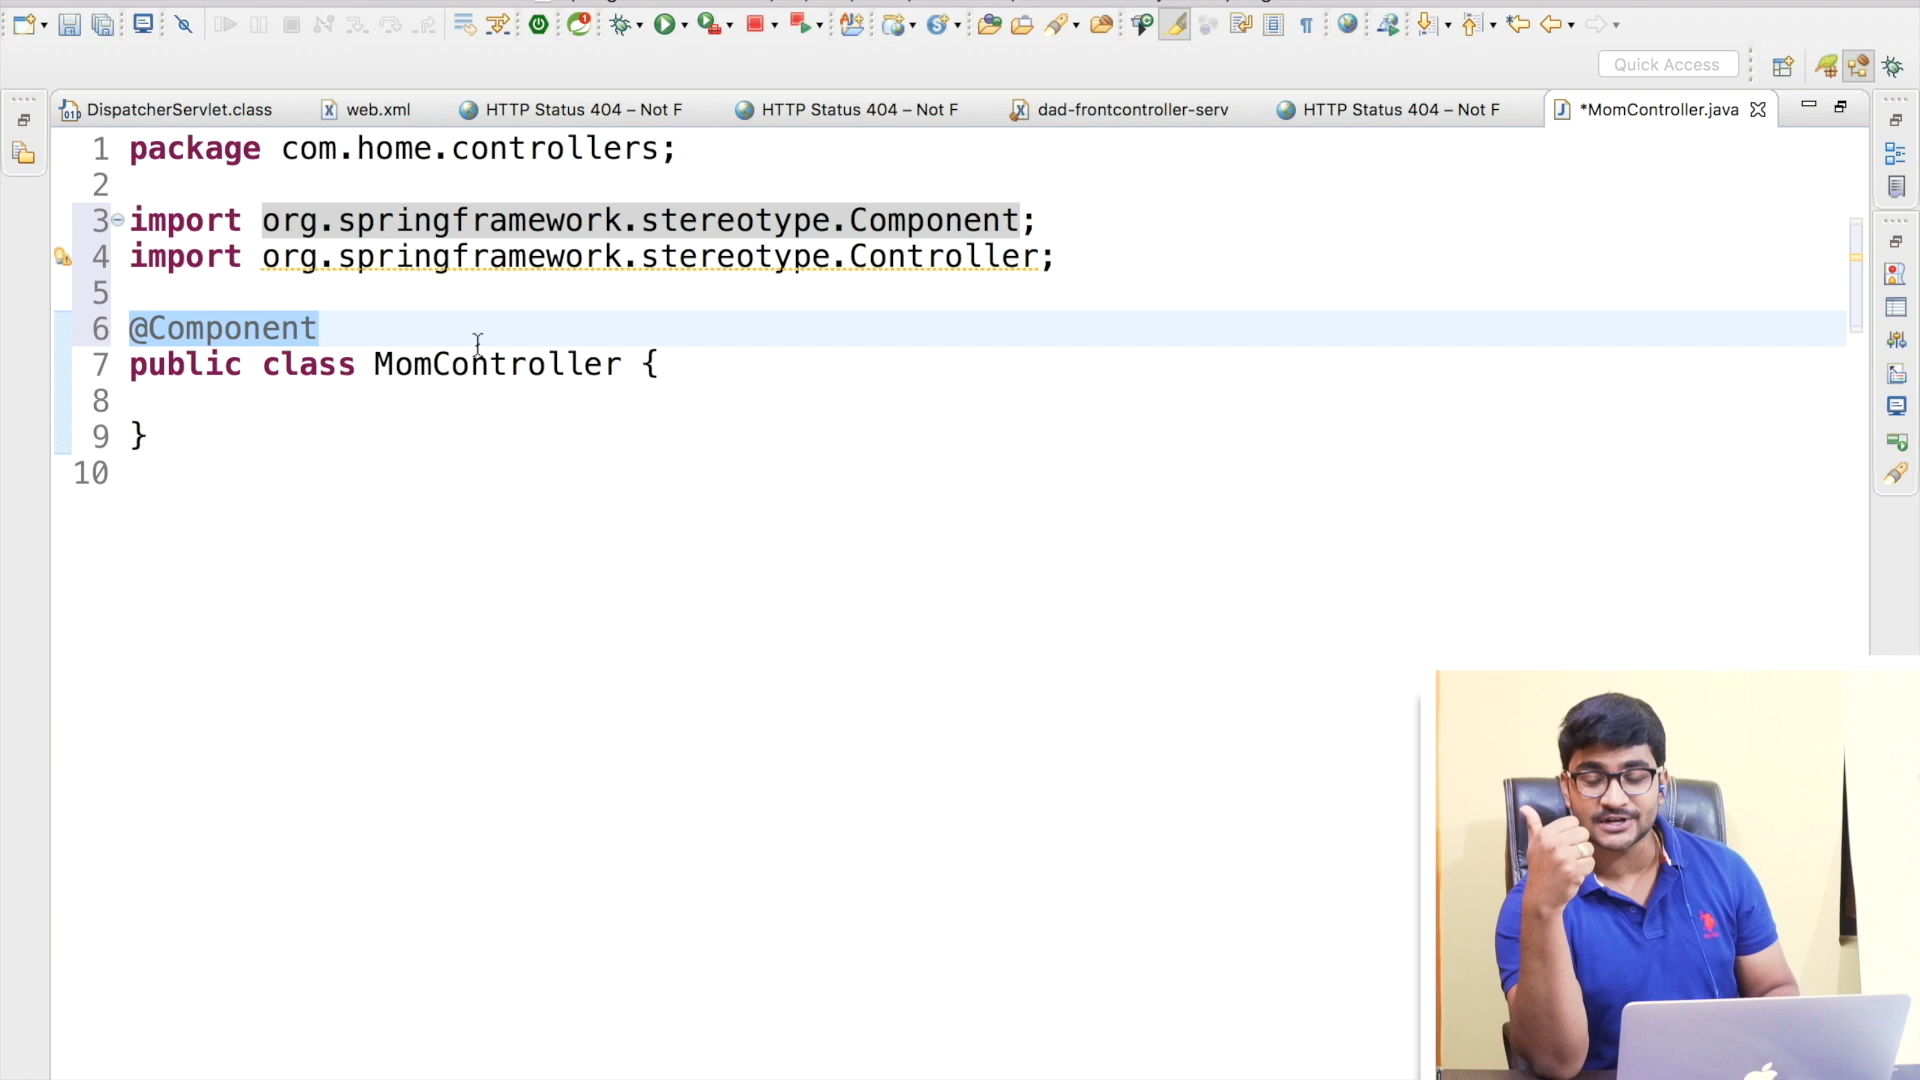 Quick Access
DispatcherServlet.class
web.xml
HTTP Status 404 – Not F
HTTP Status 404 – Not F
dad-frontcontroller-serv
HTTP Status 404 – Not F
*MomController.java
1 package com.home.controllers;
2
3 import org.springframework.stereotype.Component;
4 import org.springframework.stereotype.Controller;
5
6 @Component
7 public class MomController {
8
9 }
10